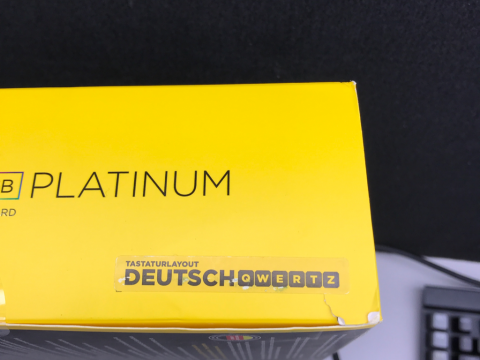 B PLATINUM
RD
TASTATURLAYOUT
DEUTSCH QWERTZ